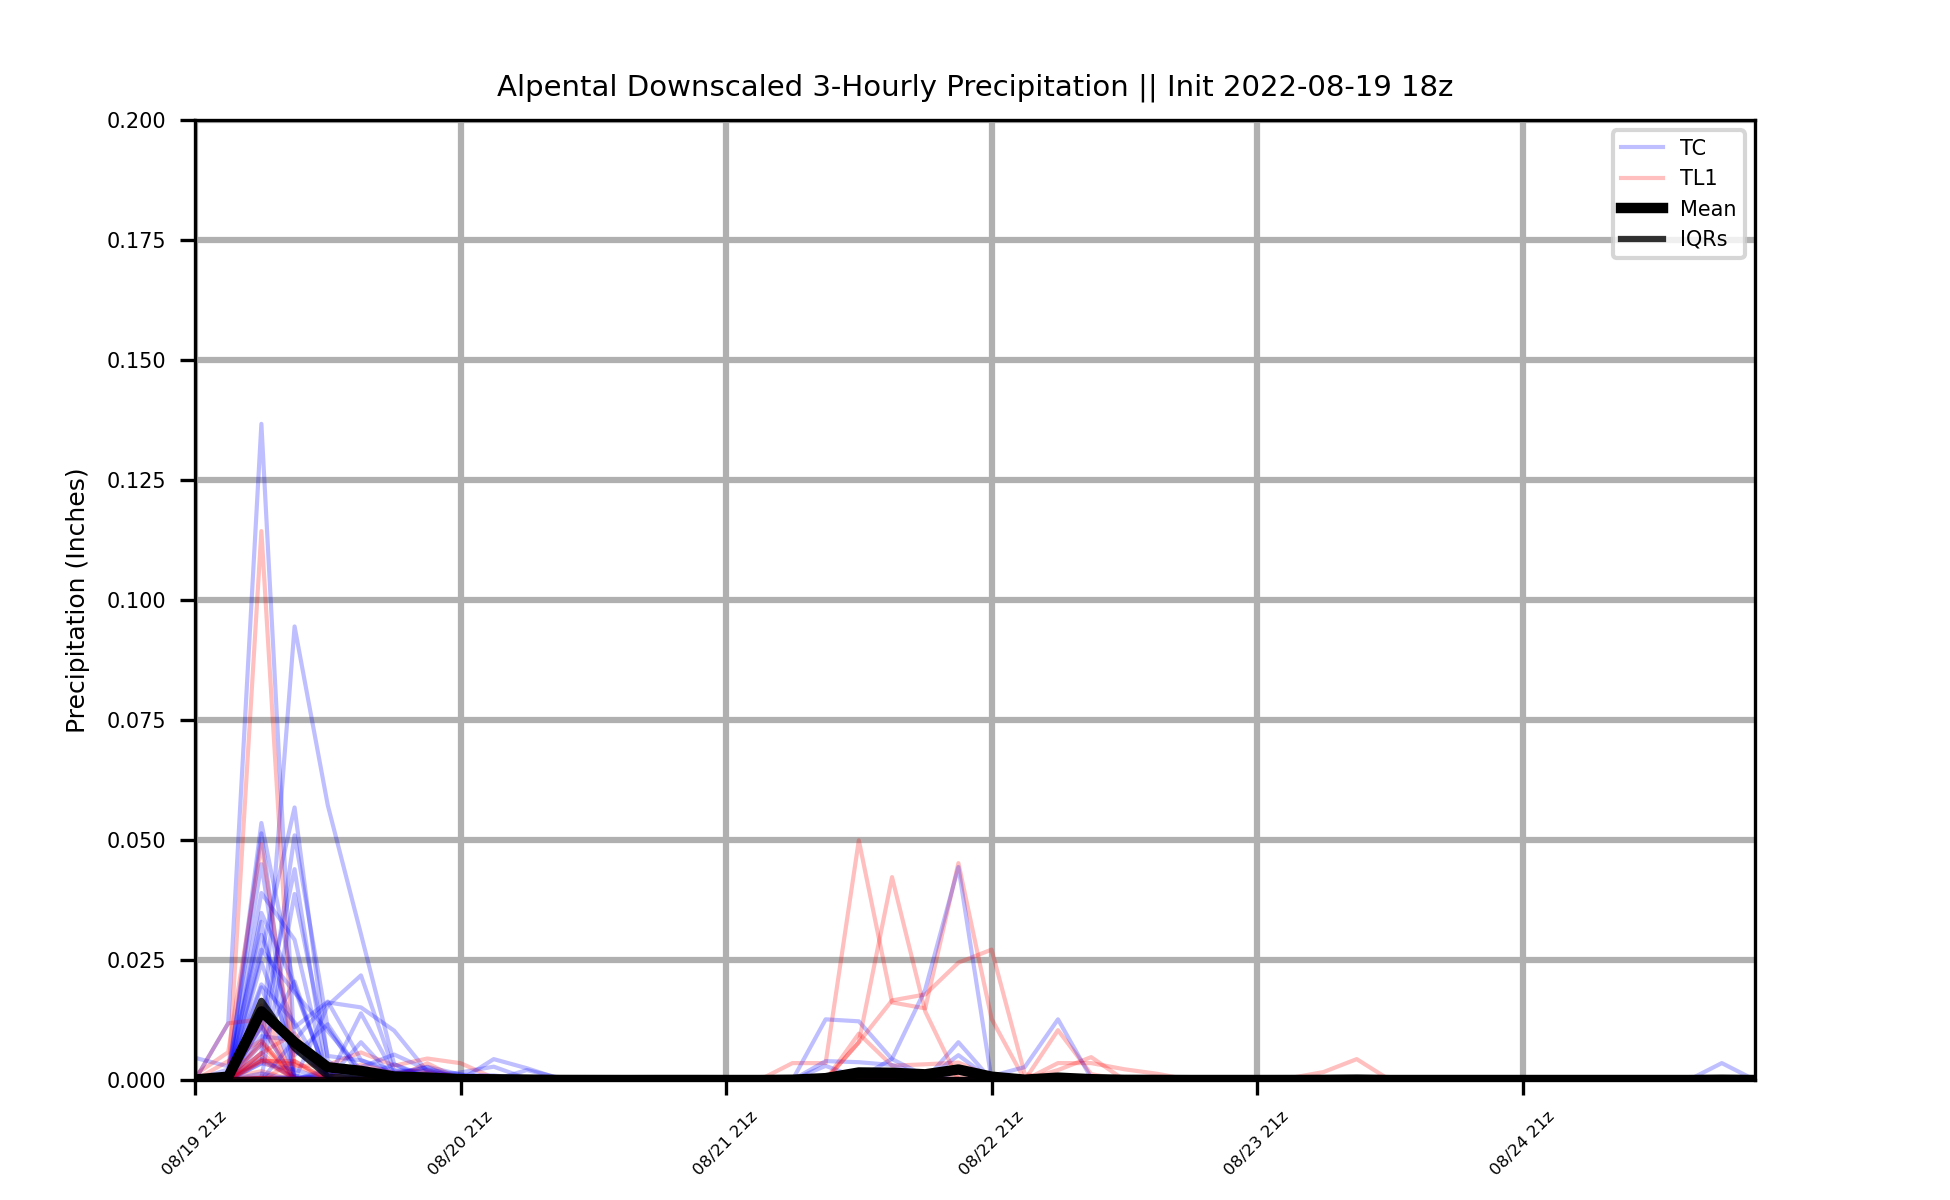 Alpental Downscaled 3-Hourly Precipitation || Init 2022-08-19 18z
TC
TL1
Mean
IQRs
Precipitation (Inches)
0.200
0.175
0.150
0.125
0.100
0.075
0.050
0.025
0.000
08/19 21z
08/20 21z
08/21 21z
08/22 21z
08/23 21z
08/24 21z